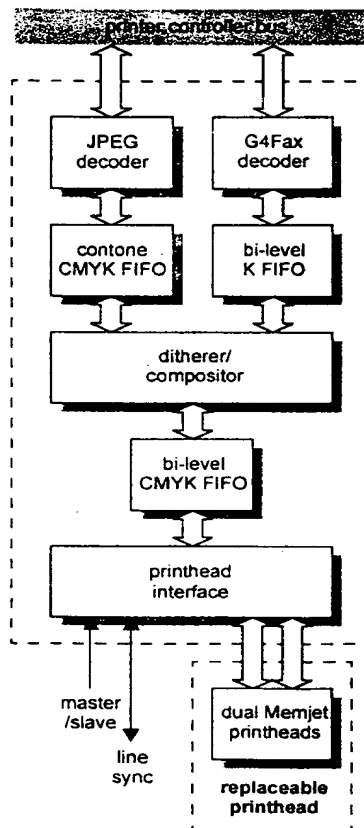 printer controller bus
JPEG
decoder
G4Fax
decoder
contone
CMYK FIFO
bi-level
K FIFO
ditherer/
compositor
bi-level
CMYK FIFO
printhead
interface
master
/slave
line
sync
dual Memjet
printheads
replaceable
printhead